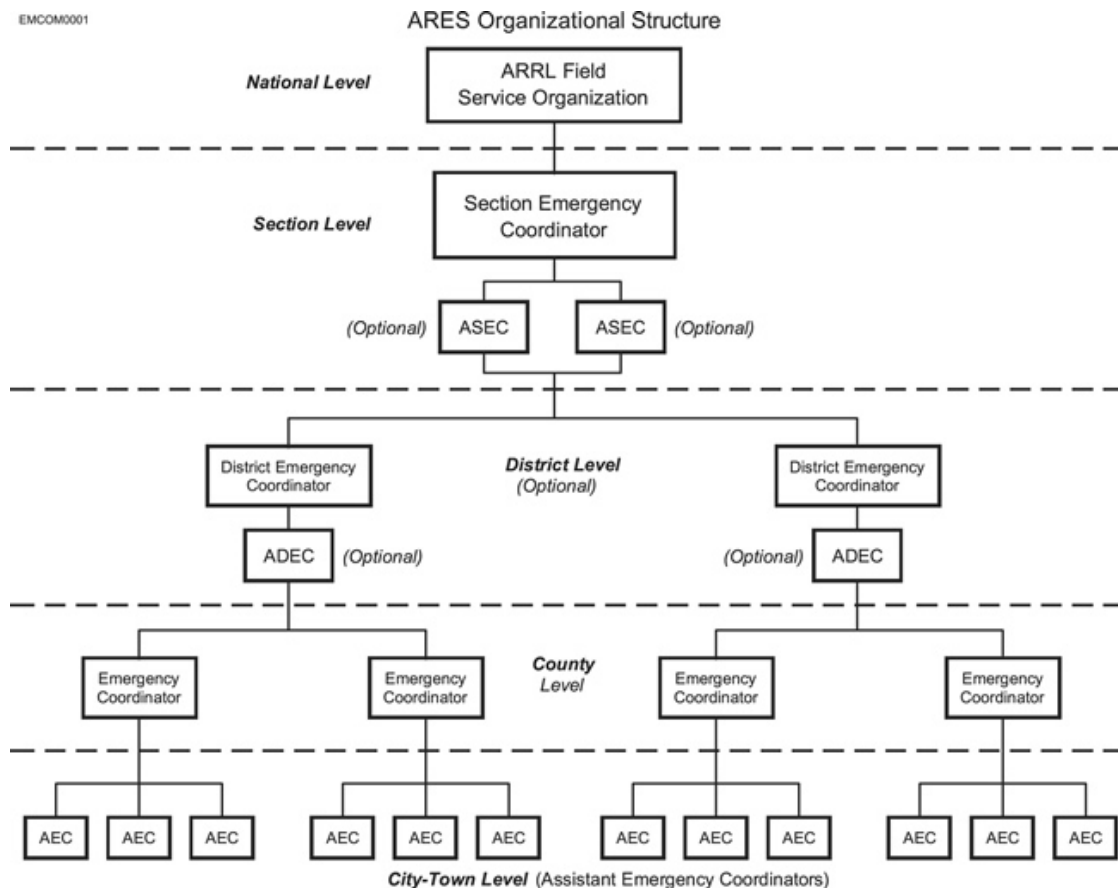 EMCOM0001
ARES Organizational Structure
National Level
ARRL Field
Service Organization
Section Level
Section Emergency
Coordinator
(Optional)
ASEC
ASEC
(Optional)
District Emergency
Coordinator
District Level
(Optional)
District Emergency
Coordinator
ADEC
(Optional)
(Optional)
ADEC
Emergency
Coordinator
Emergency
Coordinator
County
Level
Emergency
Coordinator
Emergency
Coordinator
AEC
AEC
AEC
AEC
AEC
AEC
AEC
AEC
AEC
AEC
AEC
AEC
City-Town Level (Assistant Emergency Coordinators)